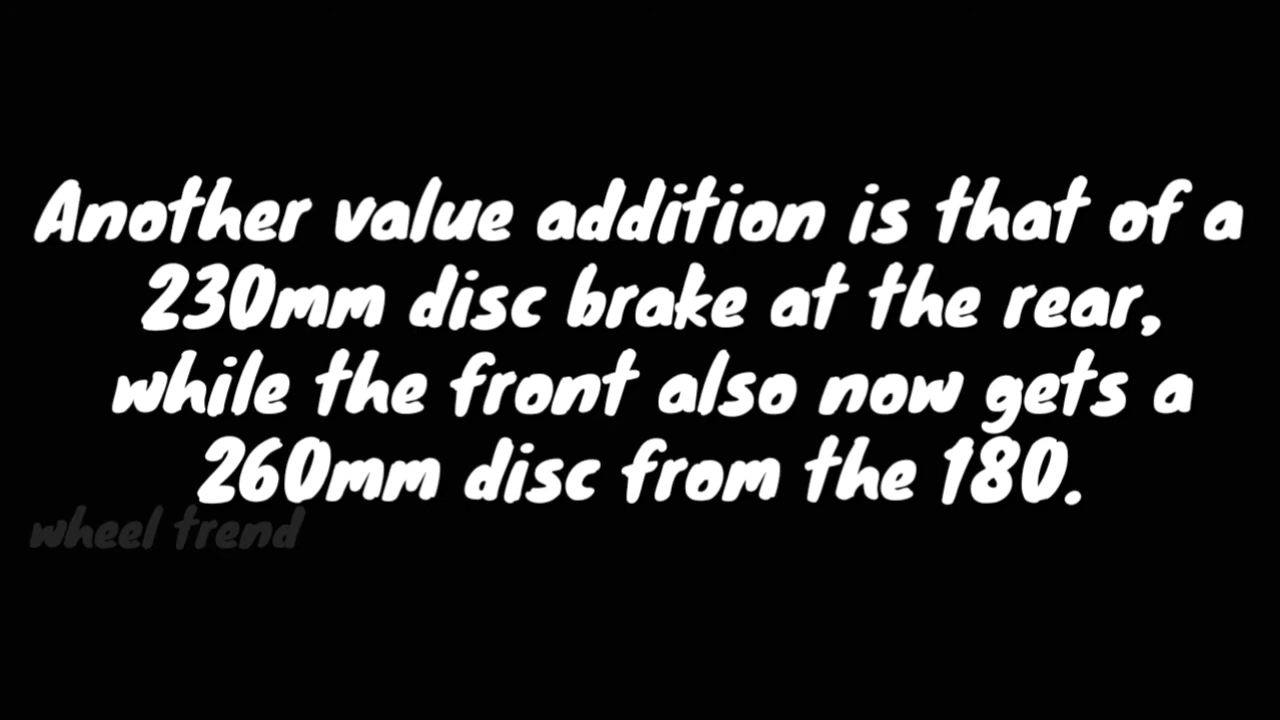 Another value addition is that of a
230mm disc brake at the rear,
while the front also now gets a
260mm disc from the 180.
wheel trend